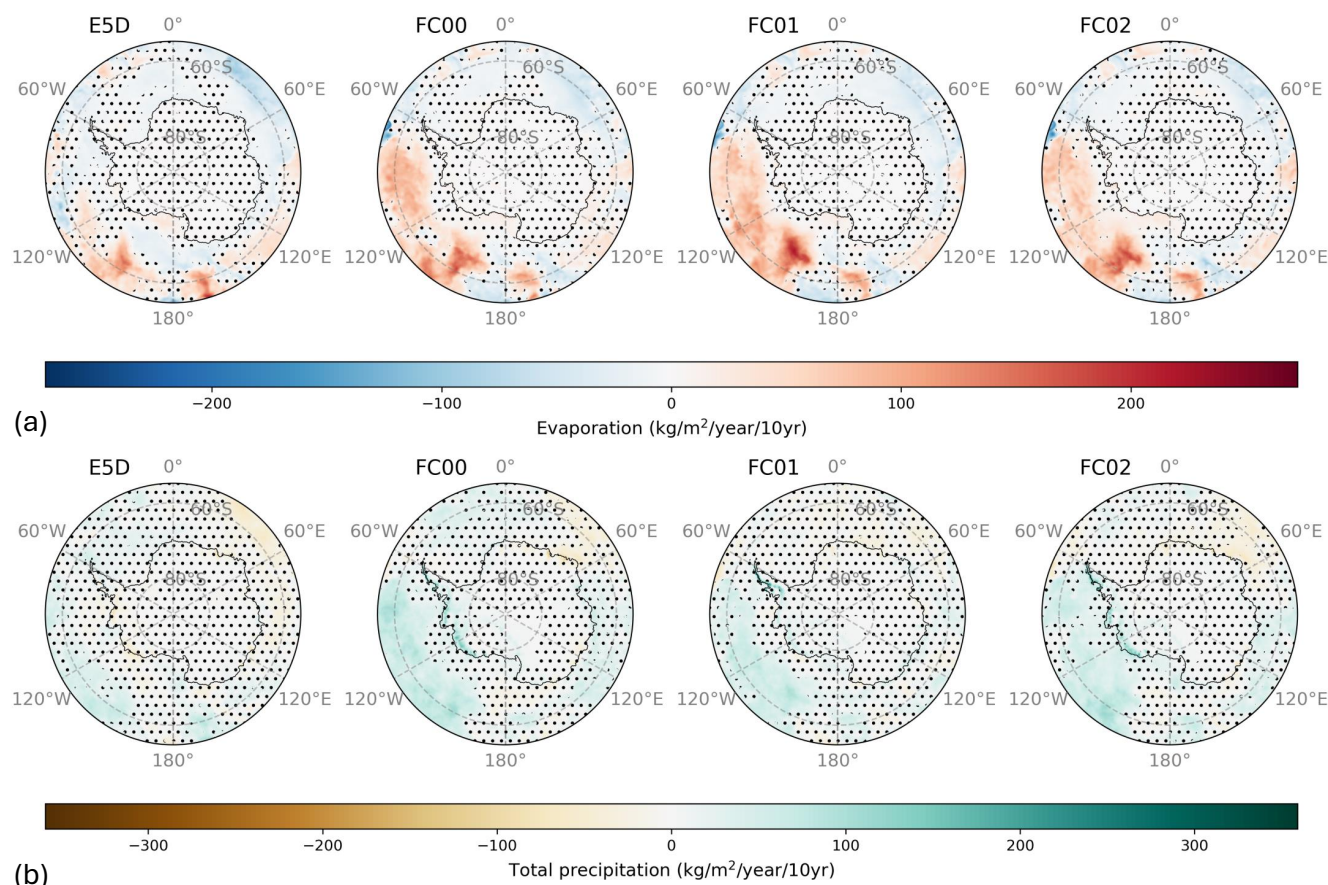 E5D 0° FC00 0° FC01 0° FC02 0°
60°S 60°S 60°S 60°S
60°W 60°E 60°W 60°E 60°W 60°E 60°W 60°E
80°S 80°S 80°S 80°S
120°W 120°E 120°W 120°E 120°W 120°E 120°W 120°E
180° 180° 180° 180°
−200 −100 0 100 200
(a)
Evaporation (kg/m²/year/10yr)
E5D 0° FC00 0° FC01 0° FC02 0°
60°S 60°S 60°S 60°S
60°W 60°E 60°W 60°E 60°W 60°E 60°W 60°E
80°S 80°S 80°S 80°S
120°W 120°E 120°W 120°E 120°W 120°E 120°W 120°E
180° 180° 180° 180°
−300 −200 −100 0 100 200 300
(b)
Total precipitation (kg/m²/year/10yr)